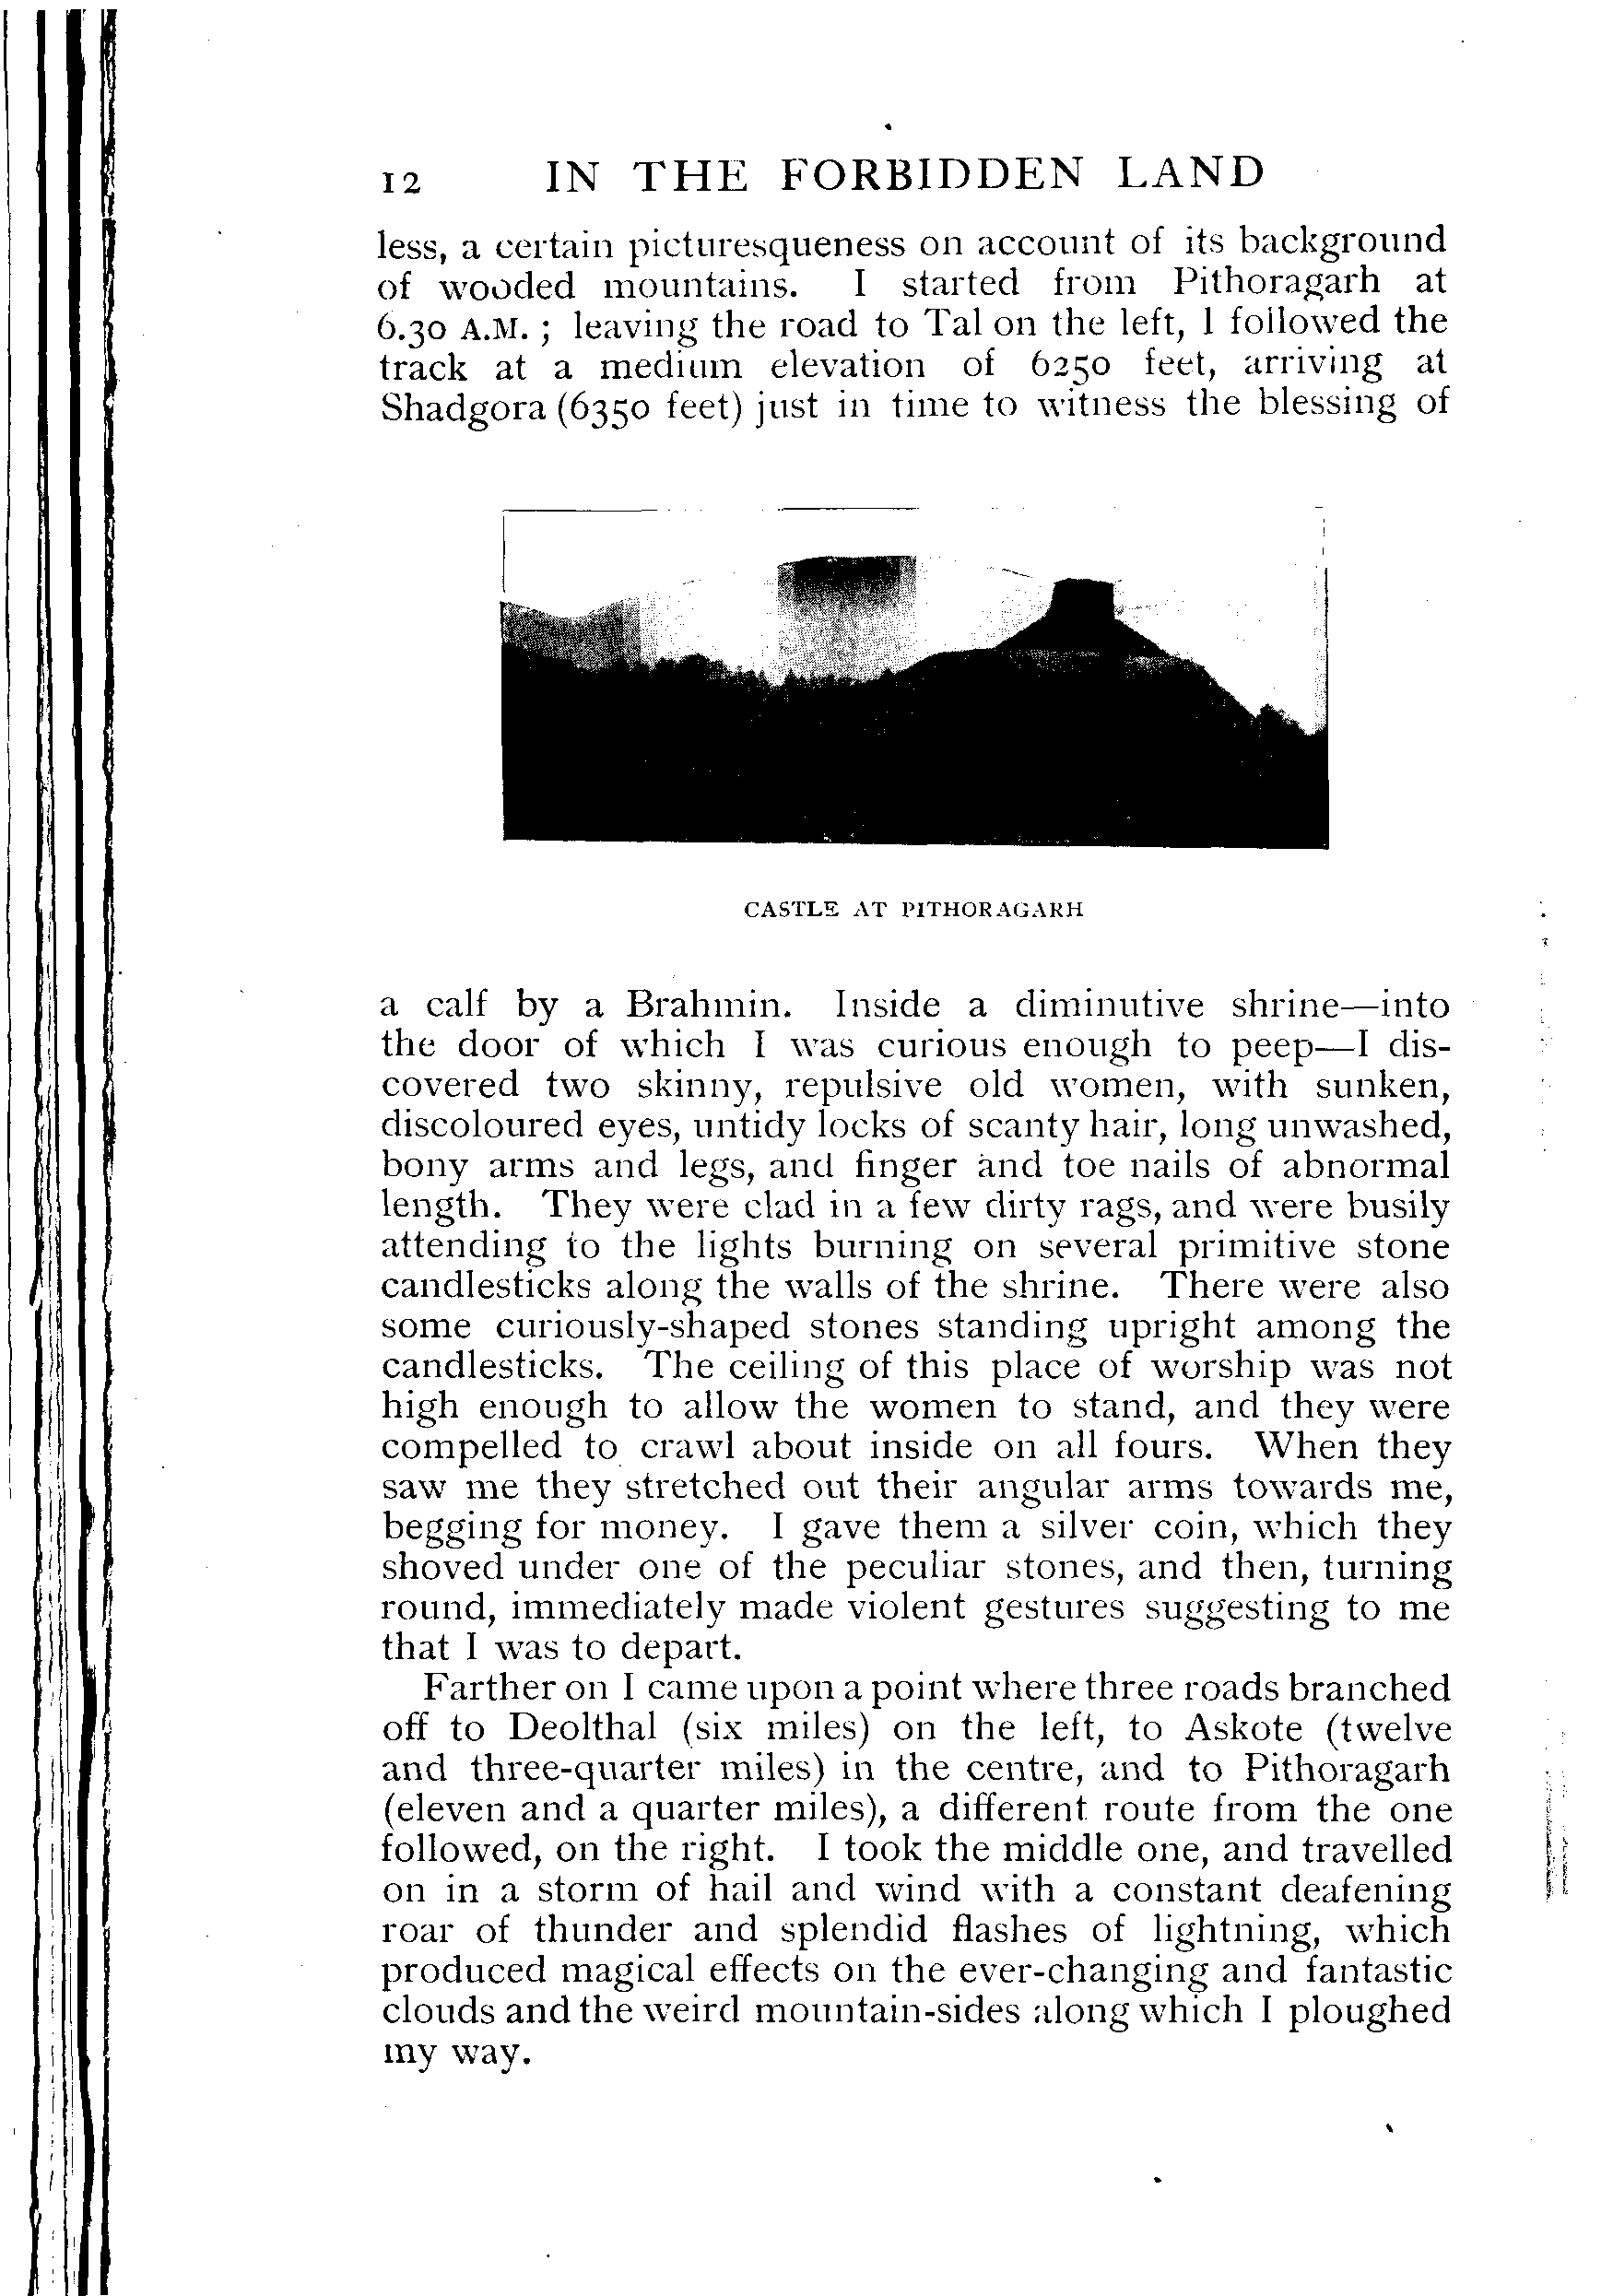 12 IN THE FORBIDDEN LAND
less, a certain picturesqueness on account of its background
of wooded mountains. I started from Pithoragarh at
6.30 A.M. ; leaving the road to Tal on the left, I followed the
track at a medium elevation of 6250 feet, arriving at
Shadgora (6350 feet) just in time to witness the blessing of
CASTLE AT PITHORAGARH
a calf by a Brahmin. Inside a diminutive shrine—into
the door of which I was curious enough to peep—I dis-
covered two skinny, repulsive old women, with sunken,
discoloured eyes, untidy locks of scanty hair, long unwashed,
bony arms and legs, and finger and toe nails of abnormal
length. They were clad in a few dirty rags, and were busily
attending to the lights burning on several primitive stone
candlesticks along the walls of the shrine. There were also
some curiously-shaped stones standing upright among the
candlesticks. The ceiling of this place of worship was not
high enough to allow the women to stand, and they were
compelled to crawl about inside on all fours. When they
saw me they stretched out their angular arms towards me,
begging for money. I gave them a silver coin, which they
shoved under one of the peculiar stones, and then, turning
round, immediately made violent gestures suggesting to me
that I was to depart.
Farther on I came upon a point where three roads branched
off to Deolthal (six miles) on the left, to Askote (twelve
and three-quarter miles) in the centre, and to Pithoragarh
(eleven and a quarter miles), a different route from the one
followed, on the right. I took the middle one, and travelled
on in a storm of hail and wind with a constant deafening
roar of thunder and splendid flashes of lightning, which
produced magical effects on the ever-changing and fantastic
clouds and the weird mountain-sides along which I ploughed
my way.